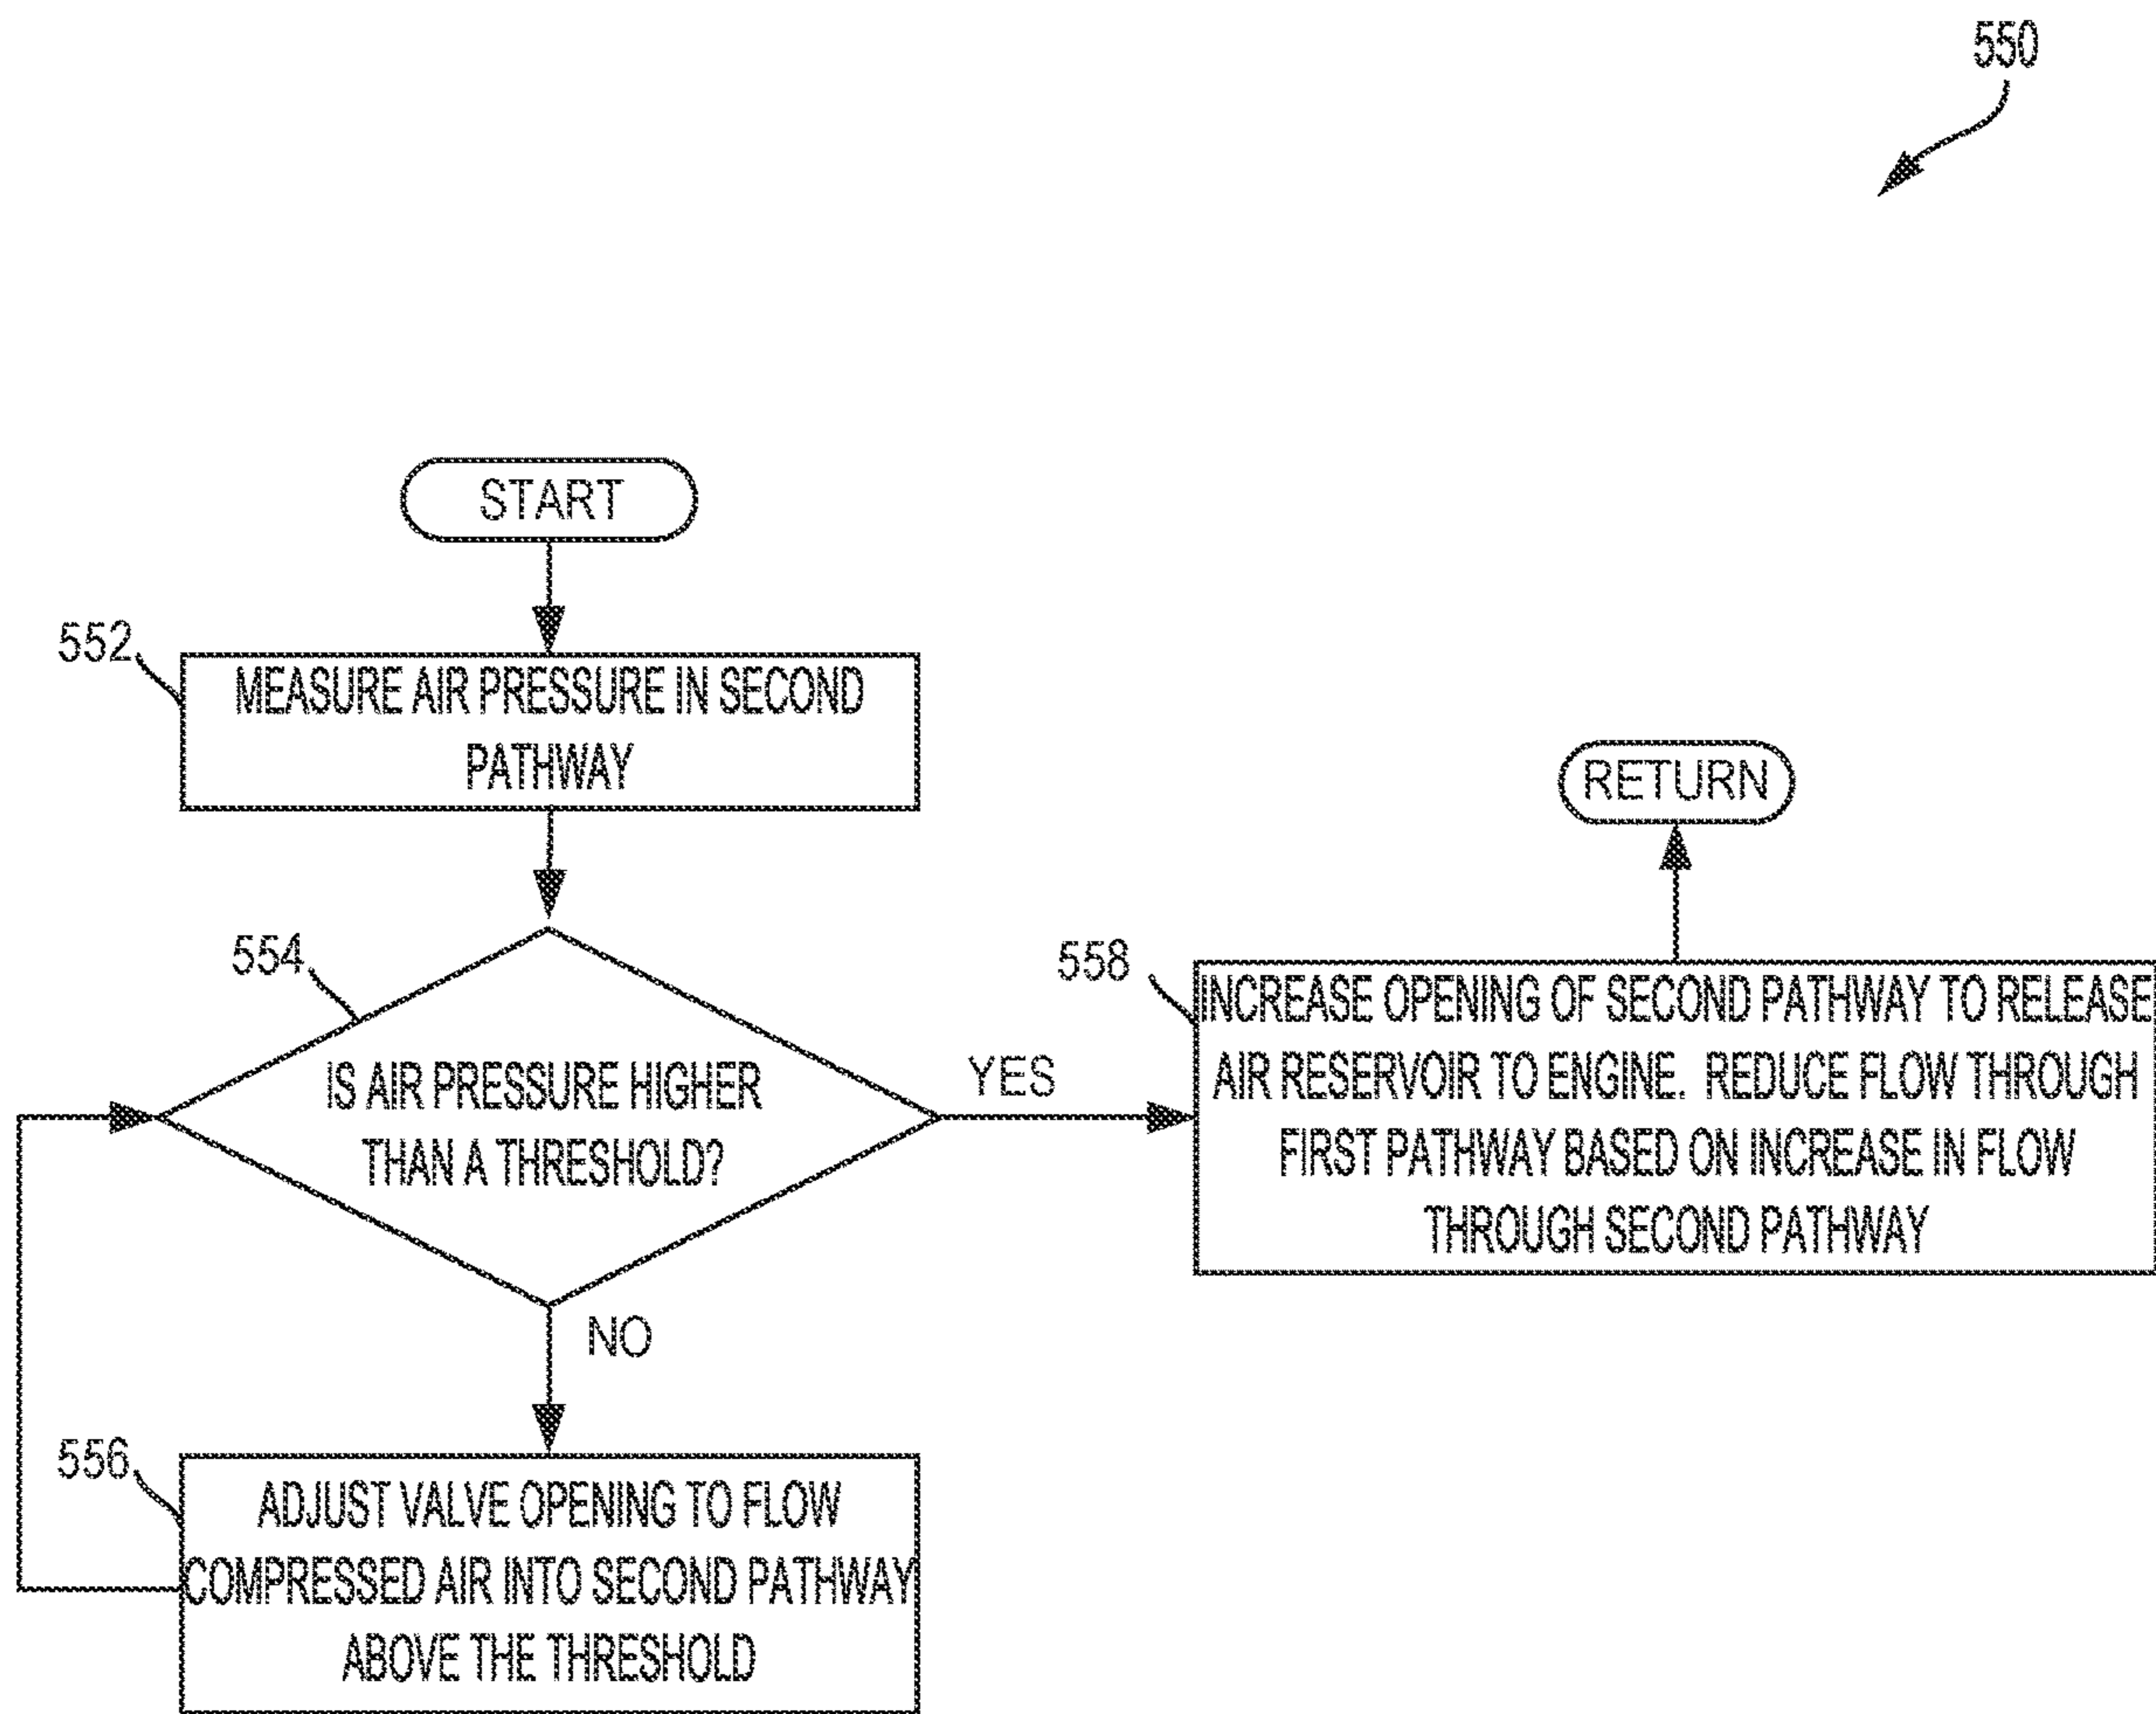 550
START
552
MEASURE AIR PRESSURE IN SECOND
PATHWAY
554
IS AIR PRESSURE HIGHER
THAN A THRESHOLD?
YES
NO
556
ADJUST VALVE OPENING TO FLOW
COMPRESSED AIR INTO SECOND PATHWAY
ABOVE THE THRESHOLD
558
INCREASE OPENING OF SECOND PATHWAY TO RELEASE
AIR RESERVOIR TO ENGINE. REDUCE FLOW THROUGH
FIRST PATHWAY BASED ON INCREASE IN FLOW
THROUGH SECOND PATHWAY
RETURN